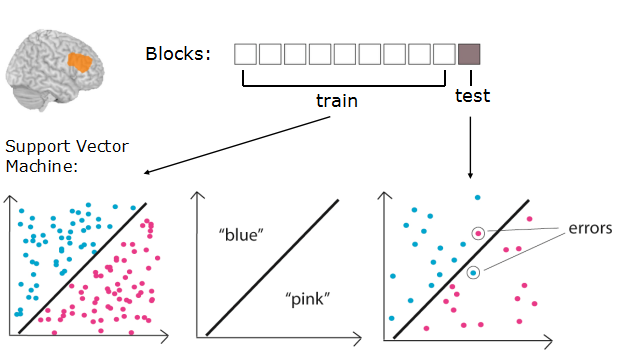 Blocks:
train
test
Support Vector
Machine:
“blue”
“pink”
errors